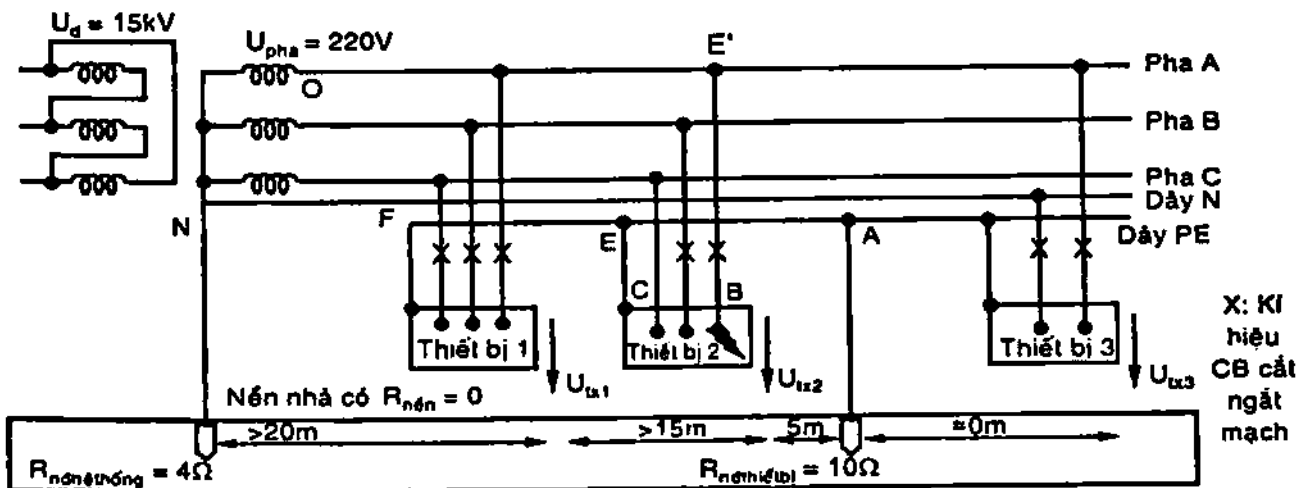 U_d = 15kV
U_pha = 220V
O
E'
Pha A
Pha B
Pha C
Dây N
Dây PE
N
F
E
A
C
B
Thiết bị 1
Thiết bị 2
Thiết bị 3
U_tx1
U_tx2
U_tx3
X: Kí
hiệu
CB cắt
ngắt
mạch
Nền nhà có R_nền = 0
>20m
>15m
5m
≈0m
R_nđhệthống = 4Ω
R_nđthiếtbị = 10Ω